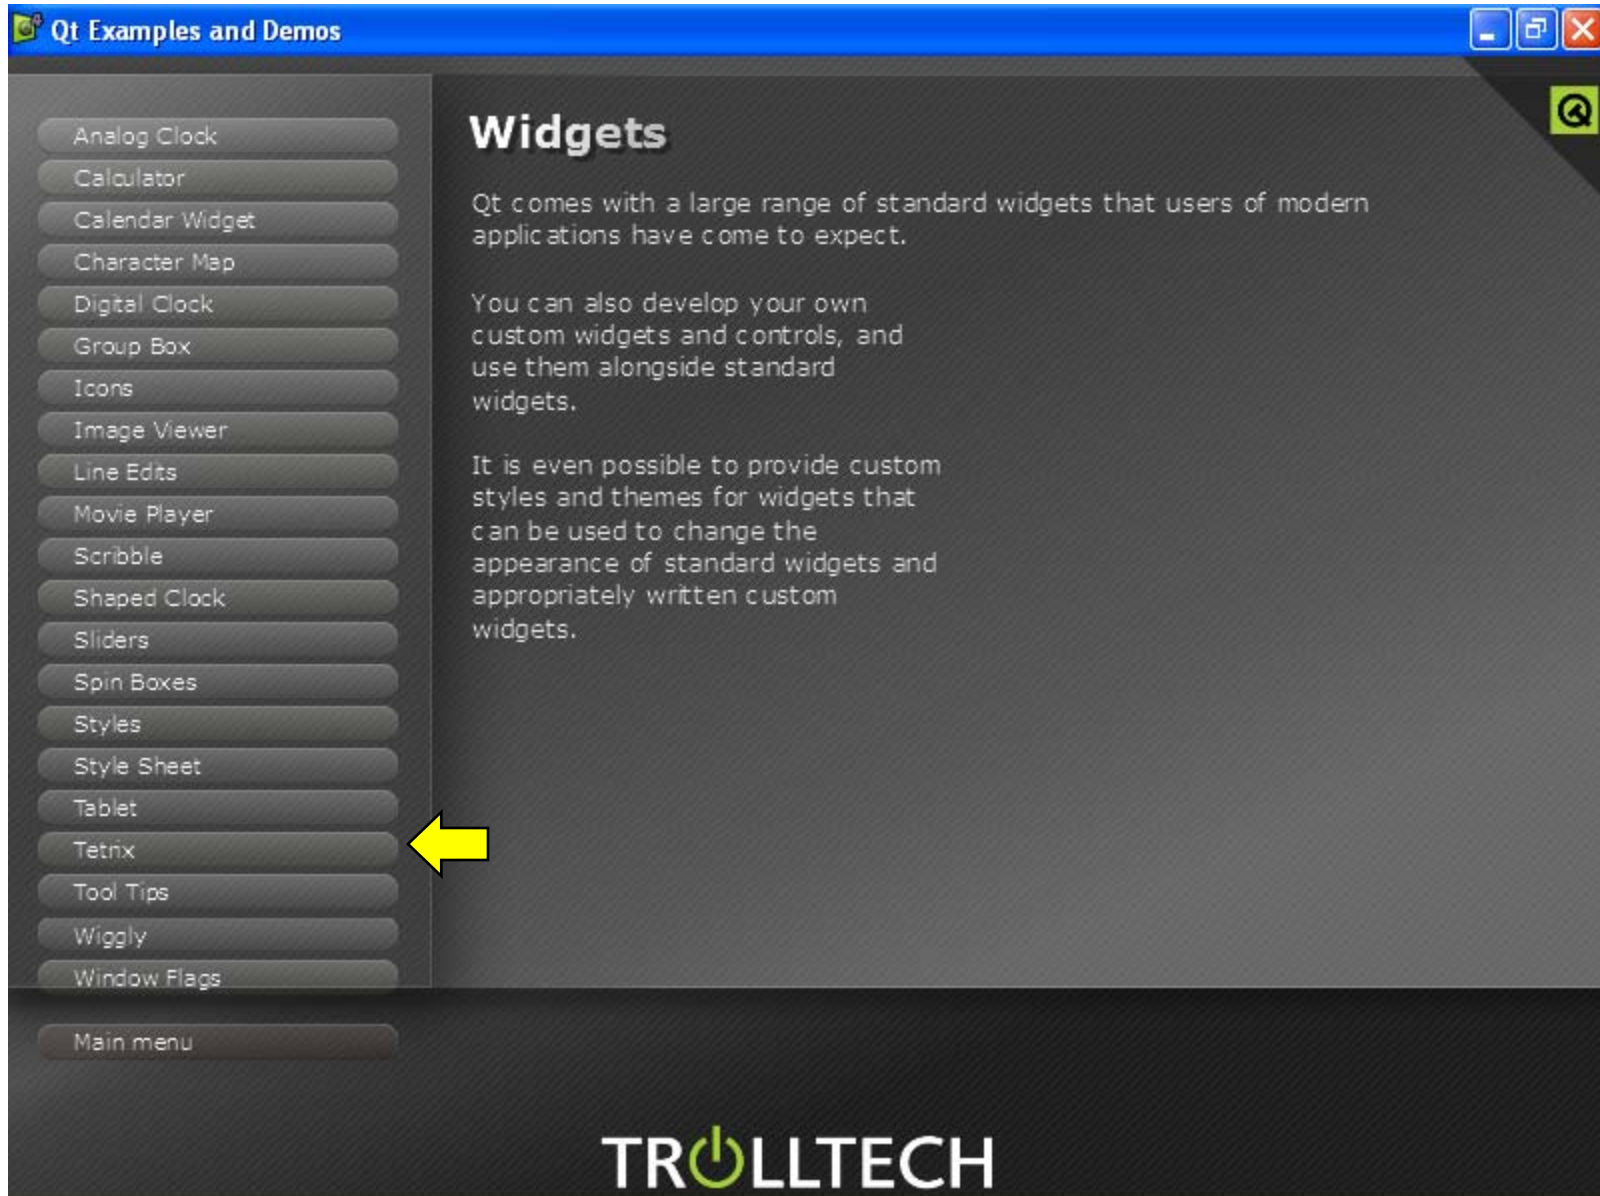 Qt Examples and Demos
Analog Clock
Calculator
Calendar Widget
Character Map
Digital Clock
Group Box
Icons
Image Viewer
Line Edits
Movie Player
Scribble
Shaped Clock
Sliders
Spin Boxes
Styles
Style Sheet
Tablet
Tetrix
Tool Tips
Wiggly
Window Flags
Main menu
Widgets
Qt comes with a large range of standard widgets that users of modern
applications have come to expect.
You can also develop your own
custom widgets and controls, and
use them alongside standard
widgets.
It is even possible to provide custom
styles and themes for widgets that
can be used to change the
appearance of standard widgets and
appropriately written custom
widgets.
TROLLTECH